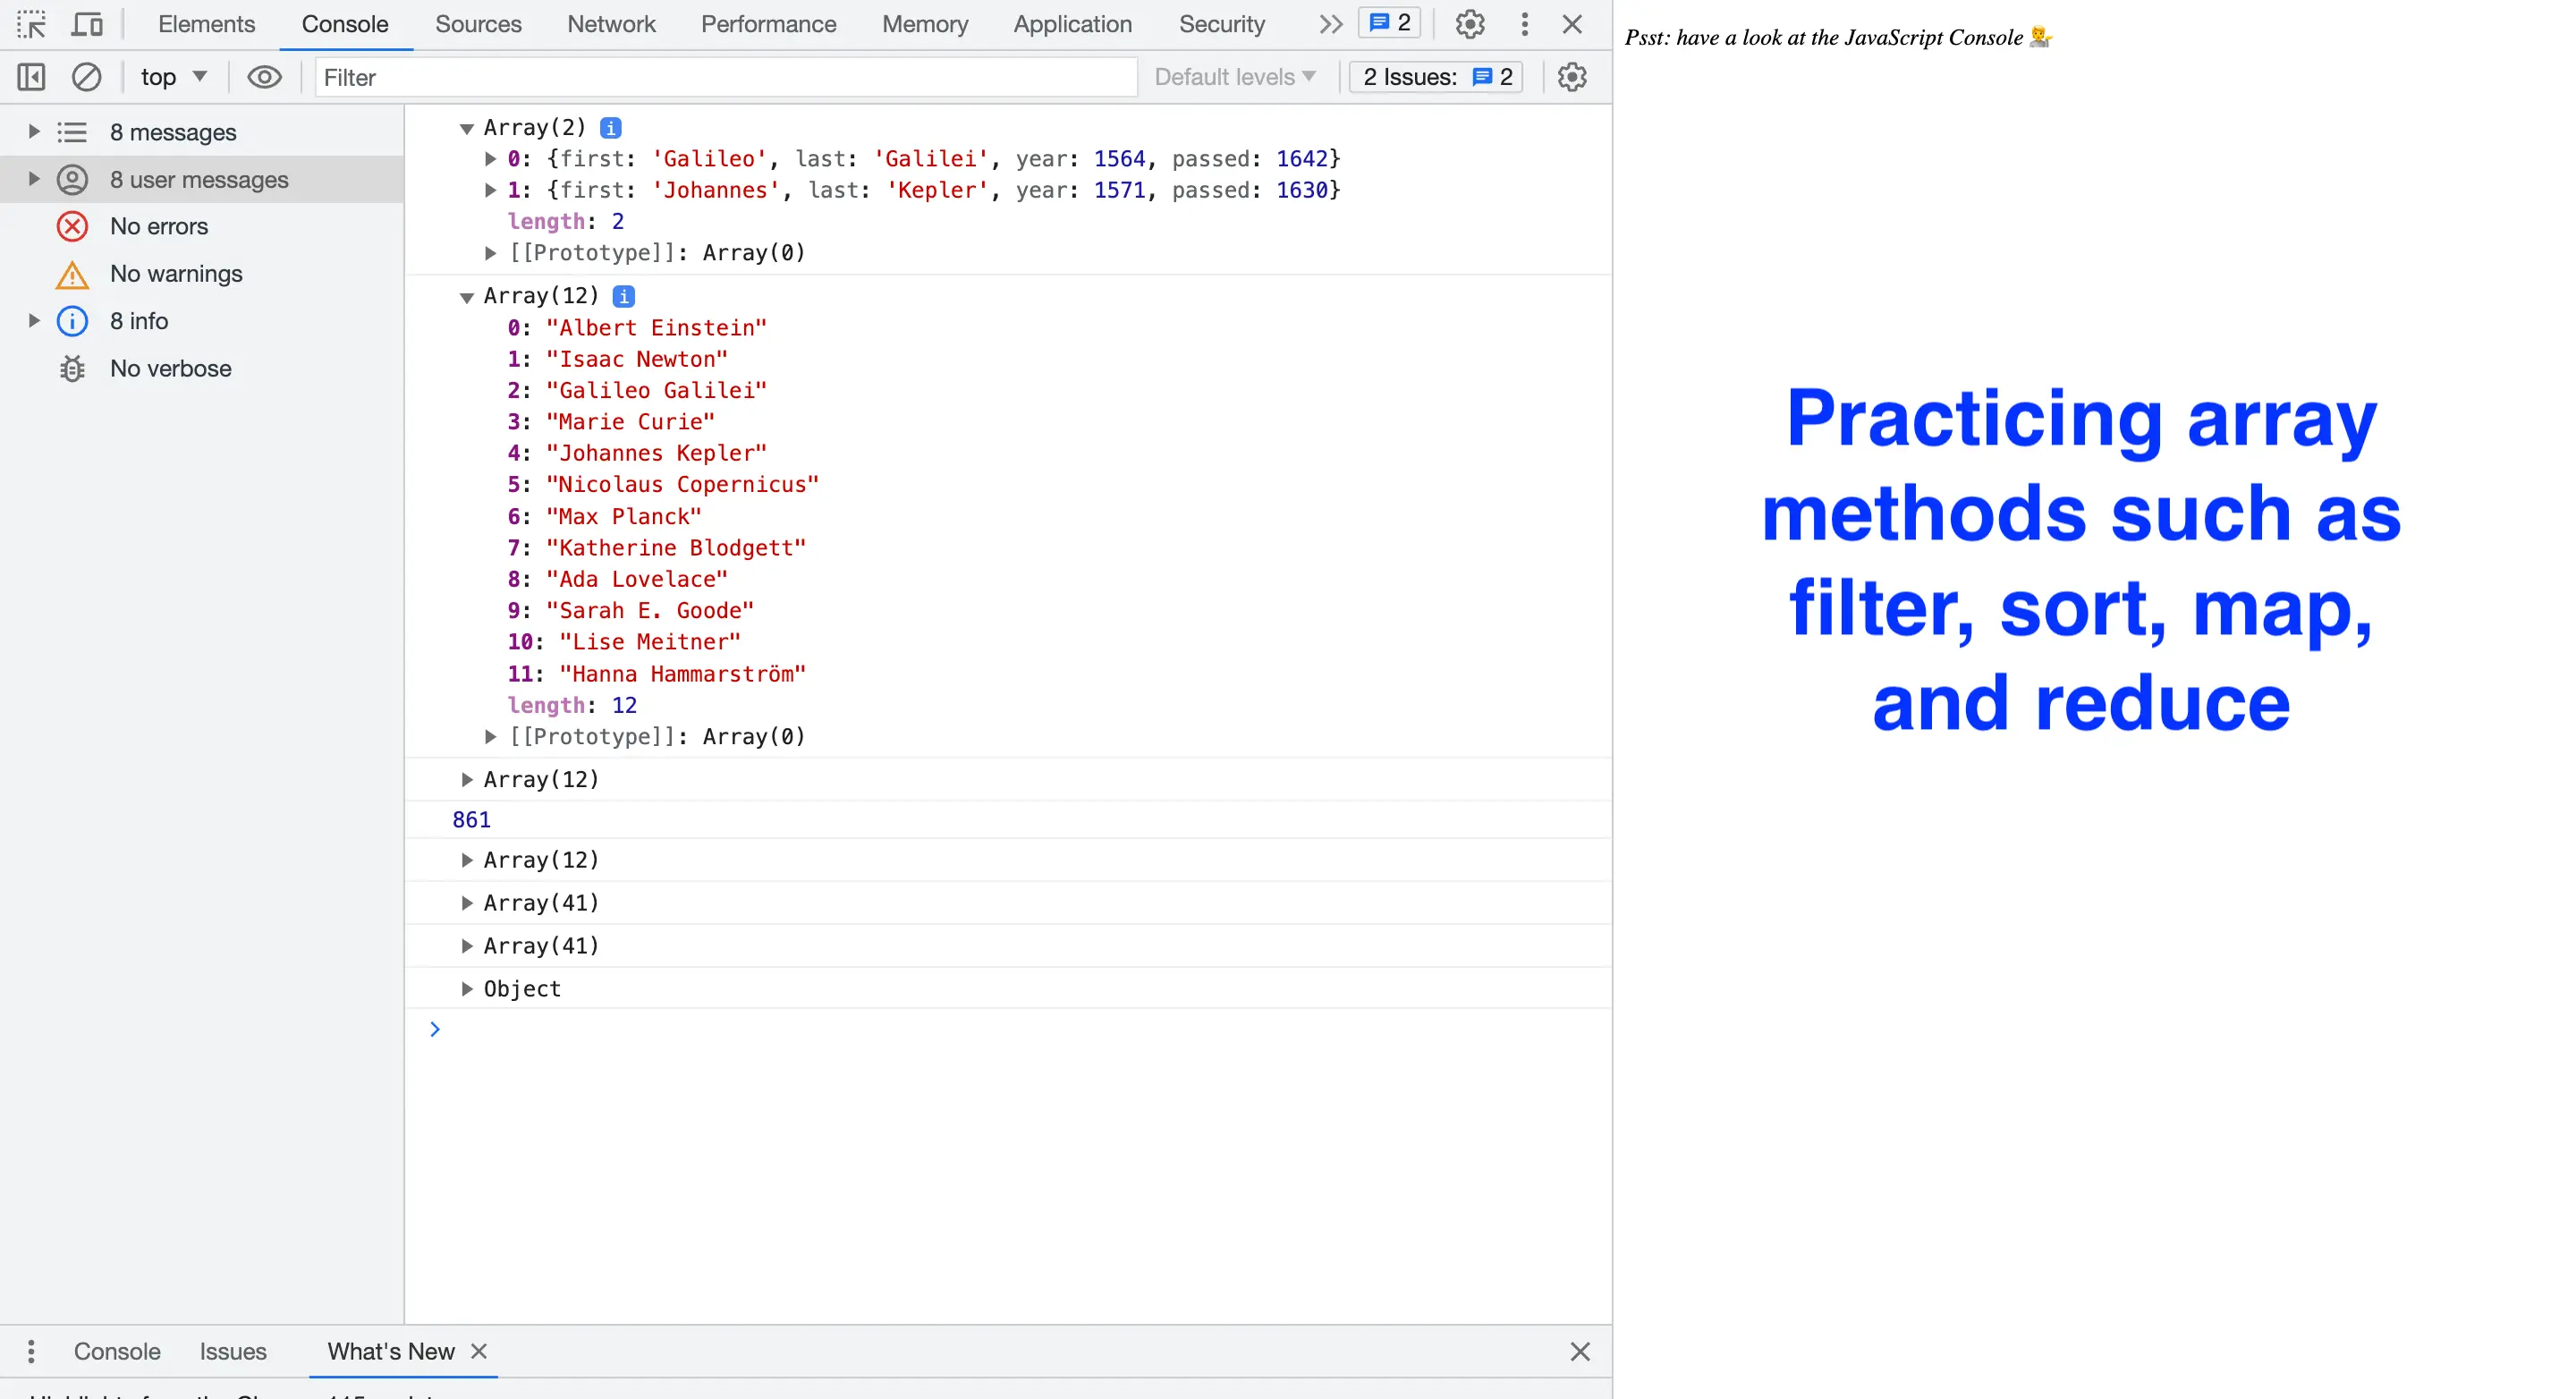 Elements Console Sources Network Performance Memory Application Security 2
top Filter Default levels 2 Issues: 2
8 messages
8 user messages
No errors
No warnings
8 info
No verbose
Array(2)
0: {first: 'Galileo', last: 'Galilei', year: 1564, passed: 1642}
1: {first: 'Johannes', last: 'Kepler', year: 1571, passed: 1630}
length: 2
[[Prototype]]: Array(0)
Array(12)
0: "Albert Einstein"
1: "Isaac Newton"
2: "Galileo Galilei"
3: "Marie Curie"
4: "Johannes Kepler"
5: "Nicolaus Copernicus"
6: "Max Planck"
7: "Katherine Blodgett"
8: "Ada Lovelace"
9: "Sarah E. Goode"
10: "Lise Meitner"
11: "Hanna Hammarström"
length: 12
[[Prototype]]: Array(0)
Array(12)
861
Array(12)
Array(41)
Array(41)
Object
Console Issues What's New
Psst: have a look at the JavaScript Console 💁
Practicing array
methods such as
filter, sort, map,
and reduce